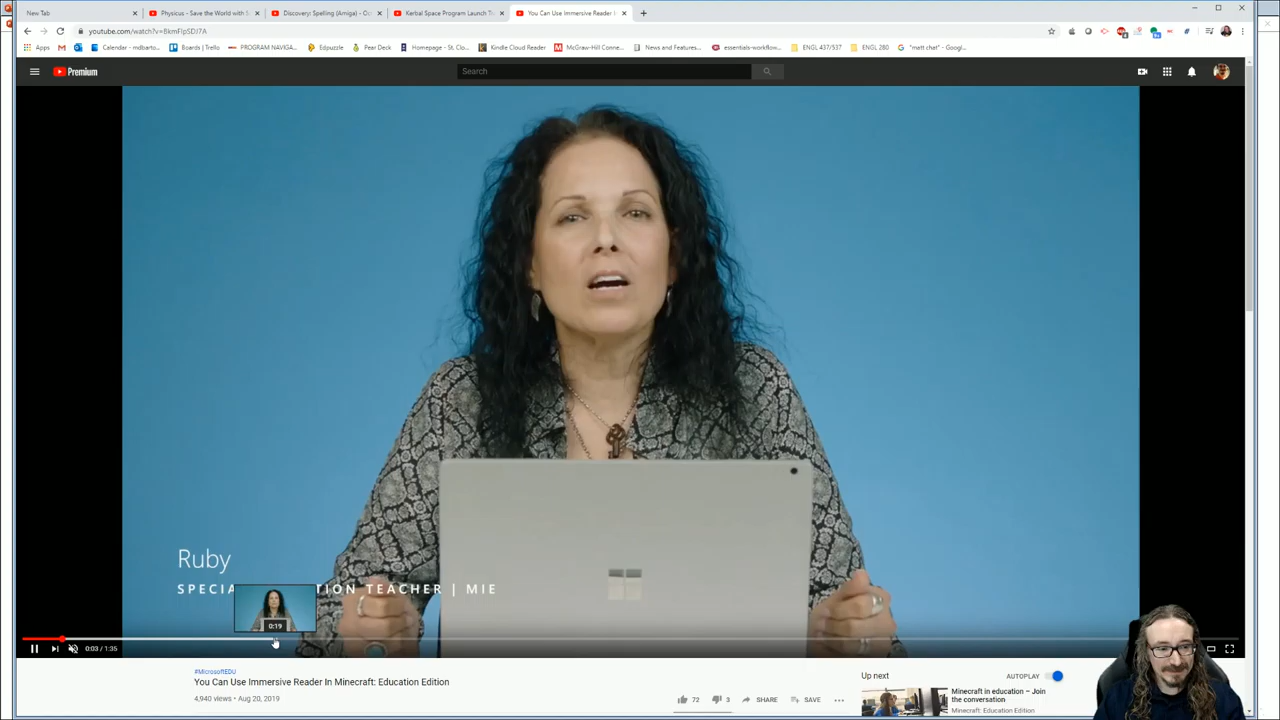 New Tab
Physicus - Save the World with S
Discovery: Spelling (Amiga) - O
Kerbal Space Program Launch T
You Can Use Immersive Reader I
youtube.com/watch?v=8kmFIpSDJ7A
Apps
Calendar - mdbarto...
Boards | Trello
PROGRAM NAVIGA...
Edpuzzle
Pear Deck
Homepage - St. Clo...
Kindle Cloud Reader
McGraw-Hill Conne...
News and Features...
essentials-workflow...
ENGL 437/537
ENGL 280
"matt chat" - Googl...
Premium
Search
Ruby
SPECIA TION TEACHER | MIE
0:19
0:03 / 1:35
#MicrosoftEDU
You Can Use Immersive Reader In Minecraft: Education Edition
4,940 views • Aug 20, 2019
72
3
SHARE
SAVE
Up next
AUTOPLAY
Minecraft in education – Join the conversation
Minecraft: Education Edition